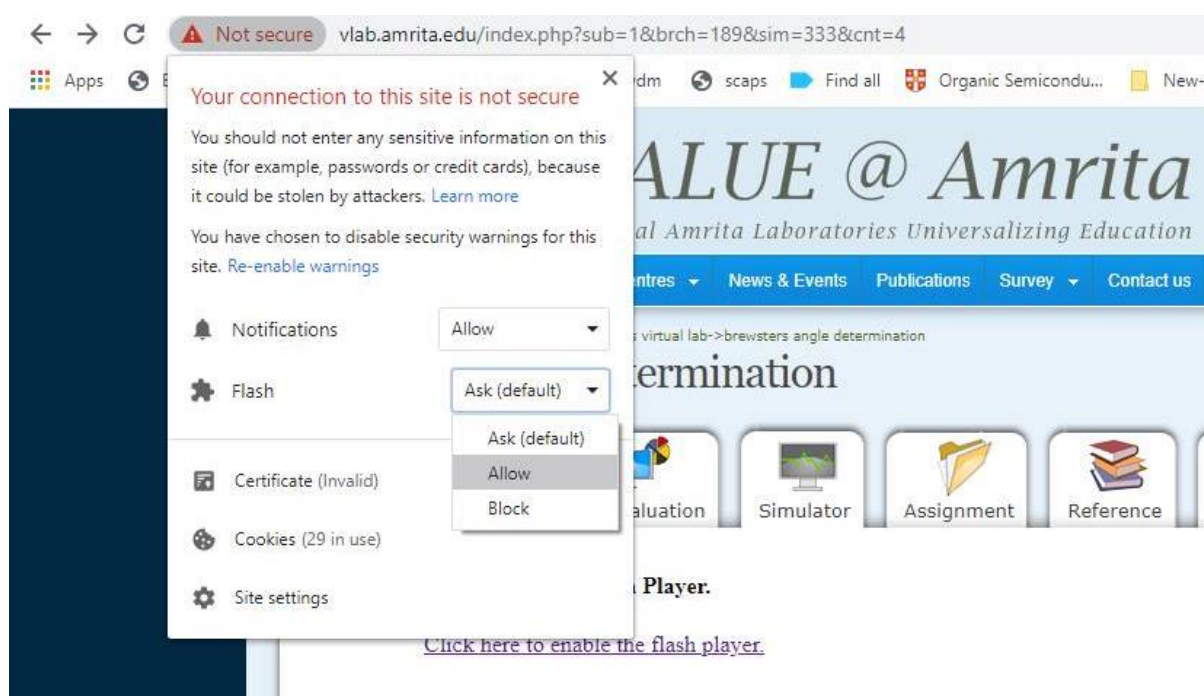 Not secure vlab.amrita.edu/index.php?sub=1&brch=189&sim=333&cnt=4
Apps
scaps
Find all
Organic Semicondu...
New-
Your connection to this site is not secure
You should not enter any sensitive information on this
site (for example, passwords or credit cards), because
it could be stolen by attackers. Learn more
You have chosen to disable security warnings for this
site. Re-enable warnings
Notifications Allow
Flash Ask (default)
Ask (default)
Allow
Block
Certificate (Invalid)
Cookies (29 in use)
Site settings
ALUE @ Amrita
al Amrita Laboratories Universalizing Education
entres News & Events Publications Survey Contact us
virtual lab->brewsters angle determination
termination
aluation Simulator Assignment Reference
Player.
Click here to enable the flash player.